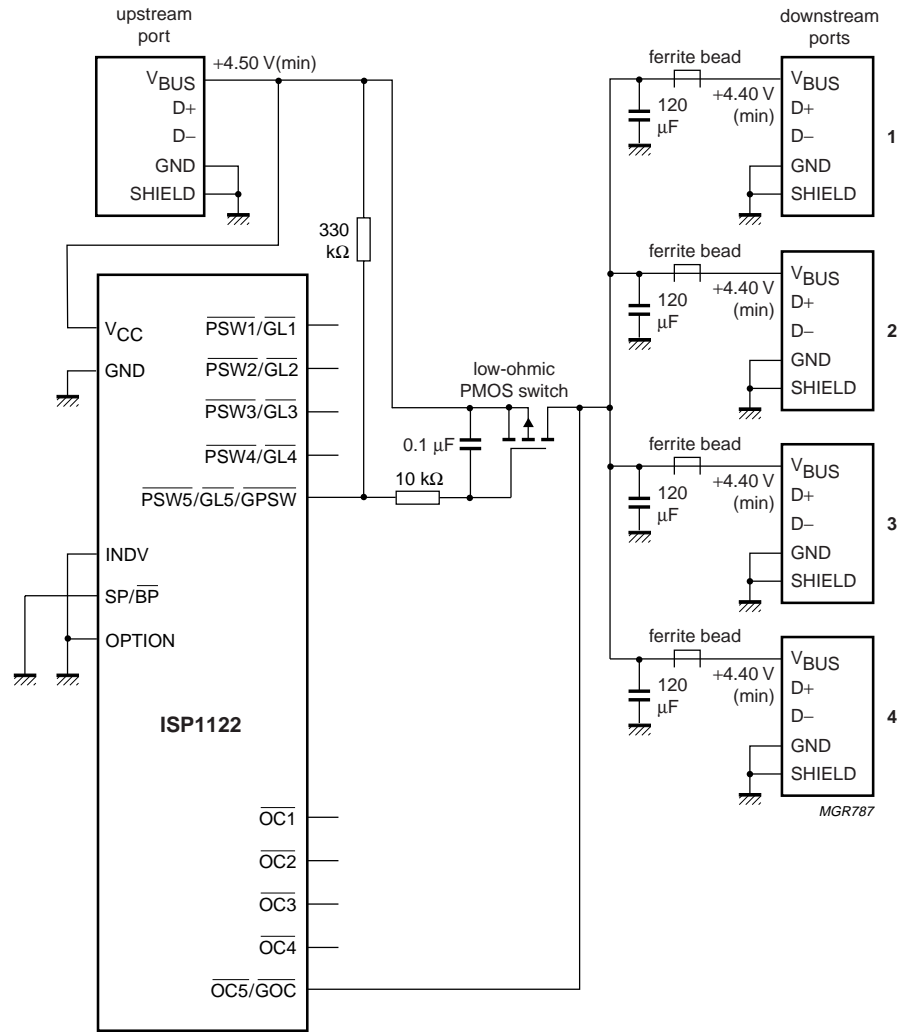 upstream
port
+4.50 V(min)
VBUS
D+
D−
GND
SHIELD
330
kΩ
VCC
GND
INDV
SP/BP
OPTION
ISP1122
PSW1/GL1
PSW2/GL2
PSW3/GL3
PSW4/GL4
PSW5/GL5/GPSW
OC1
OC2
OC3
OC4
OC5/GOC
10 kΩ
0.1 μF
low-ohmic
PMOS switch
downstream
ports
ferrite bead
120
μF
+4.40 V
(min)
VBUS
D+
D−
GND
SHIELD
1
ferrite bead
120
μF
+4.40 V
(min)
VBUS
D+
D−
GND
SHIELD
2
ferrite bead
120
μF
+4.40 V
(min)
VBUS
D+
D−
GND
SHIELD
3
ferrite bead
120
μF
+4.40 V
(min)
VBUS
D+
D−
GND
SHIELD
4
MGR787